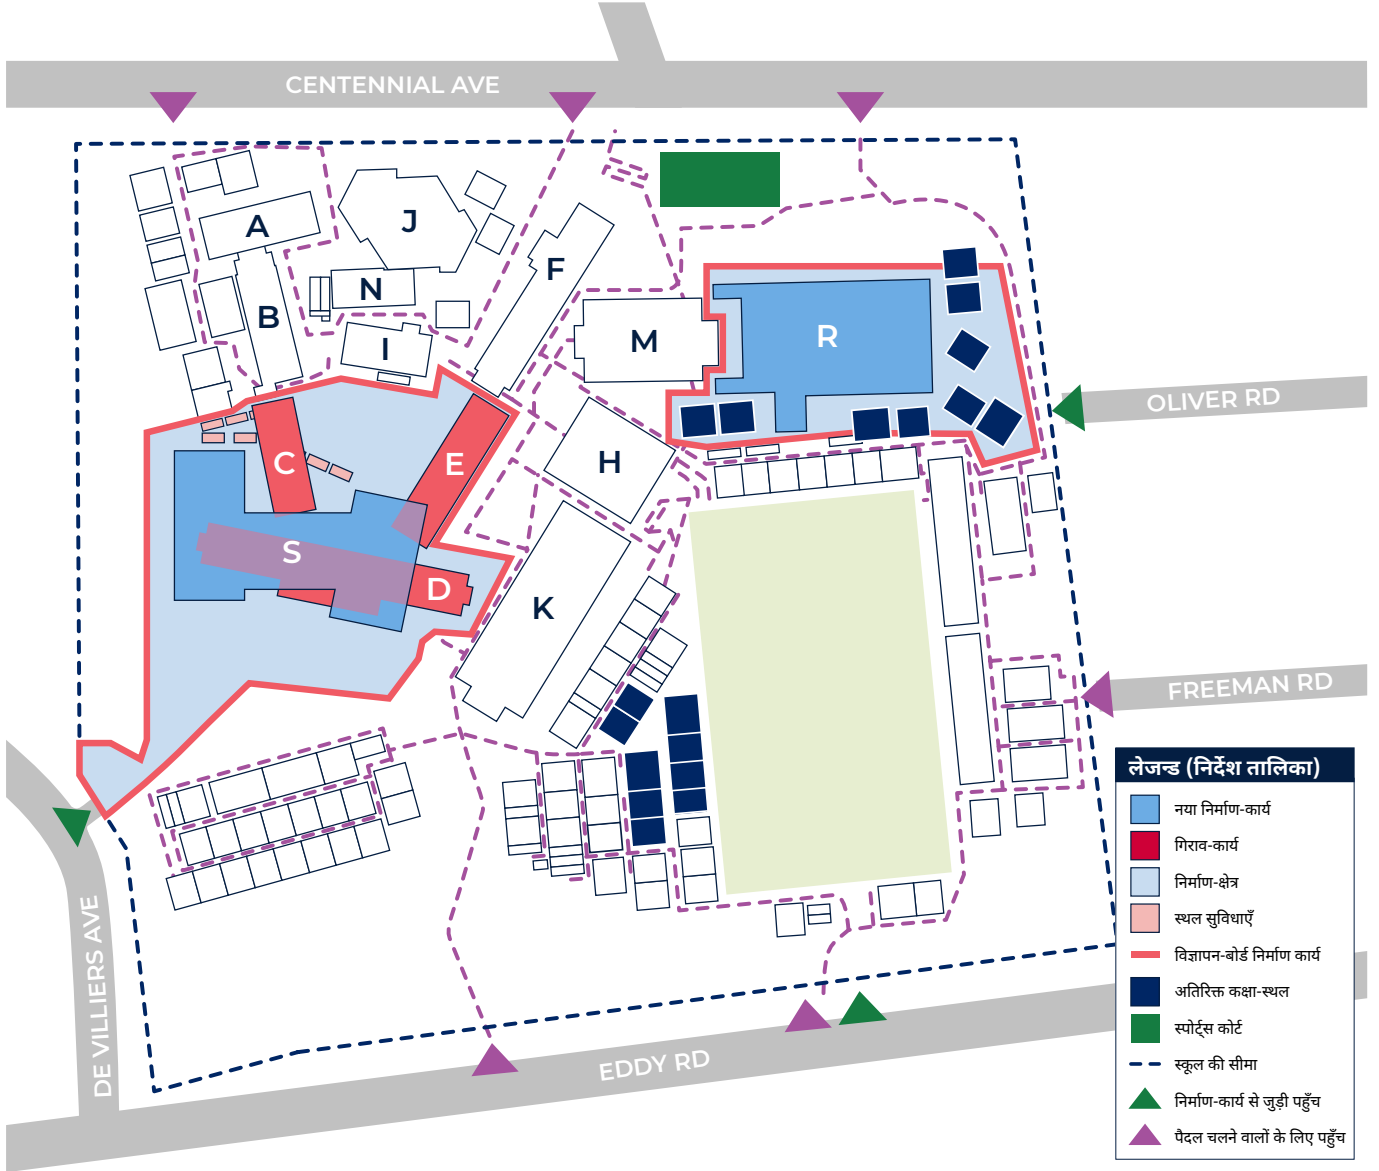 CENTENNIAL AVE
A
J
F
N
B
I
M
R
OLIVER RD
C
E
H
S
D
K
FREEMAN RD
DE VILLIERS AVE
EDDY RD
लेजन्ड (निर्देश तालिका)
नया निर्माण-कार्य
गिराव-कार्य
निर्माण-क्षेत्र
स्थल सुविधाएँ
विज्ञापन-बोर्ड निर्माण कार्य
अतिरिक्त कक्षा-स्थल
स्पोर्ट्स कोर्ट
स्कूल की सीमा
निर्माण-कार्य से जुड़ी पहुँच
पैदल चलने वालों के लिए पहुँच